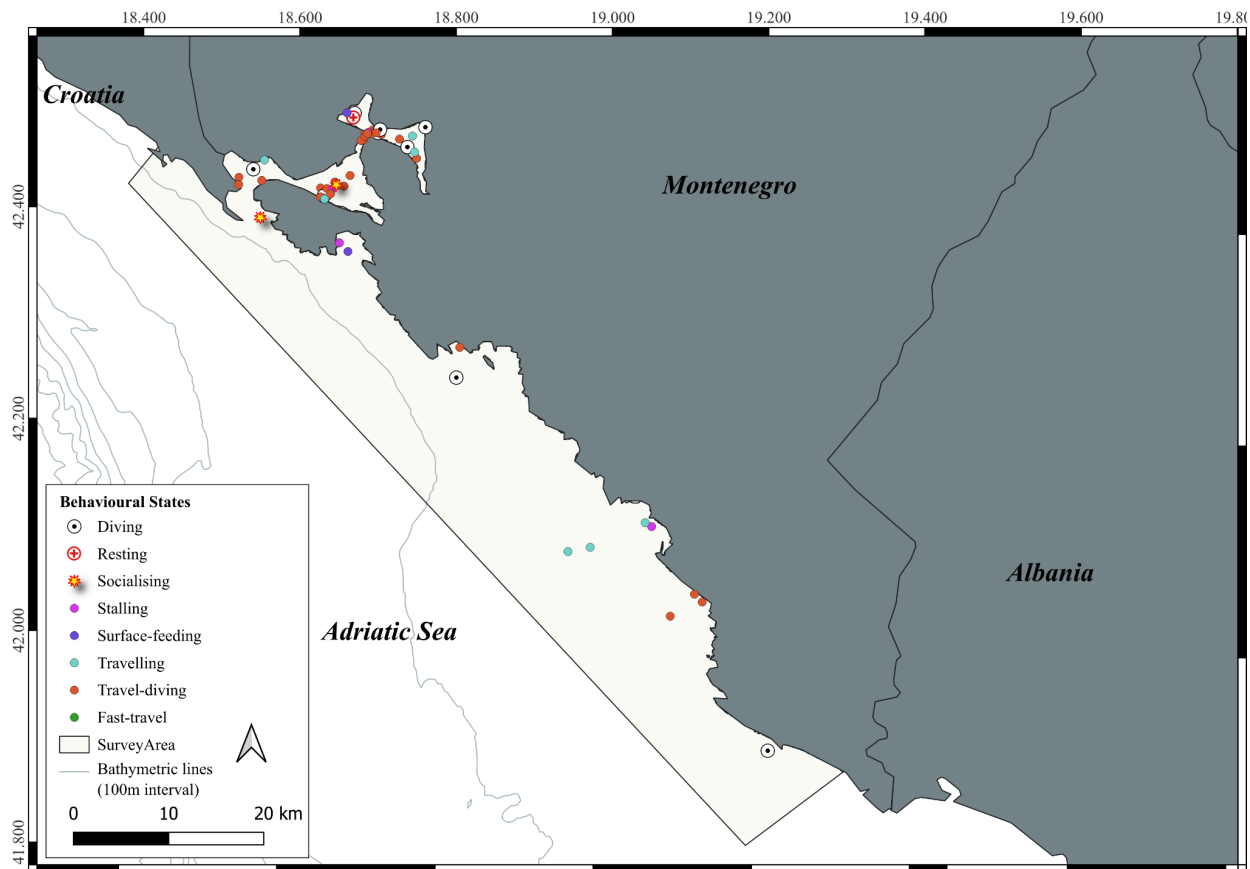 18.400 18.600 18.800 19.000 19.200 19.400 19.600 19.80
Croatia
Montenegro
42.400
42.200
Albania
Adriatic Sea
42.000
41.800
Behavioural States
Diving
Resting
Socialising
Stalling
Surface-feeding
Travelling
Travel-diving
Fast-travel
SurveyArea
Bathymetric lines
(100m interval)
0 10 20 km